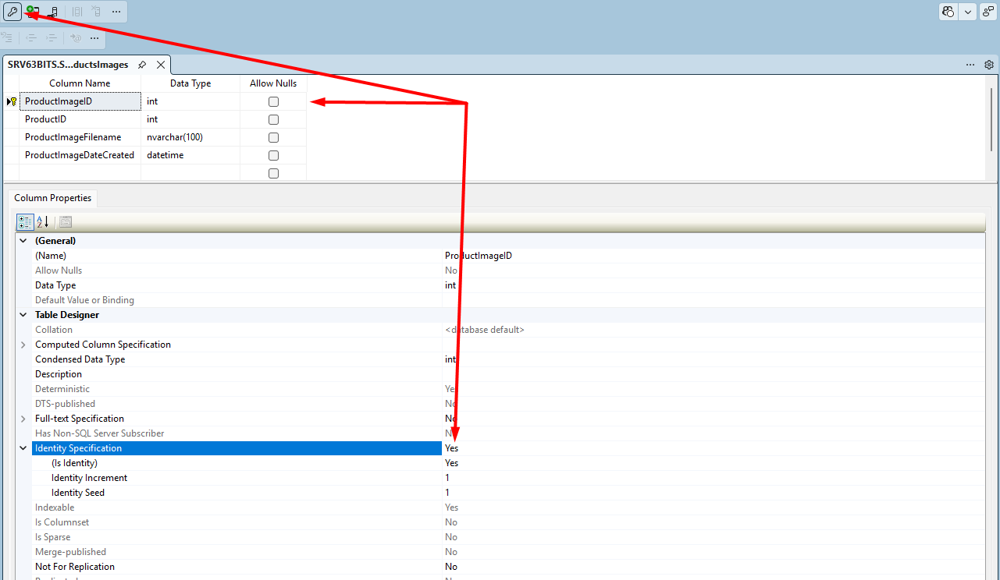 SRV63BITS.S...ductsImages
Column Name Data Type Allow Nulls
ProductImageID int
ProductID int
ProductImageFilename nvarchar(100)
ProductImageDateCreated datetime
Column Properties
(General)
(Name) ProductImageID
Allow Nulls No
Data Type int
Default Value or Binding
Table Designer
Collation <database default>
Computed Column Specification
Condensed Data Type int
Description
Deterministic Yes
DTS-published No
Full-text Specification No
Has Non-SQL Server Subscriber No
Identity Specification Yes
(Is Identity) Yes
Identity Increment 1
Identity Seed 1
Indexable Yes
Is Columnset No
Is Sparse No
Merge-published No
Not For Replication No